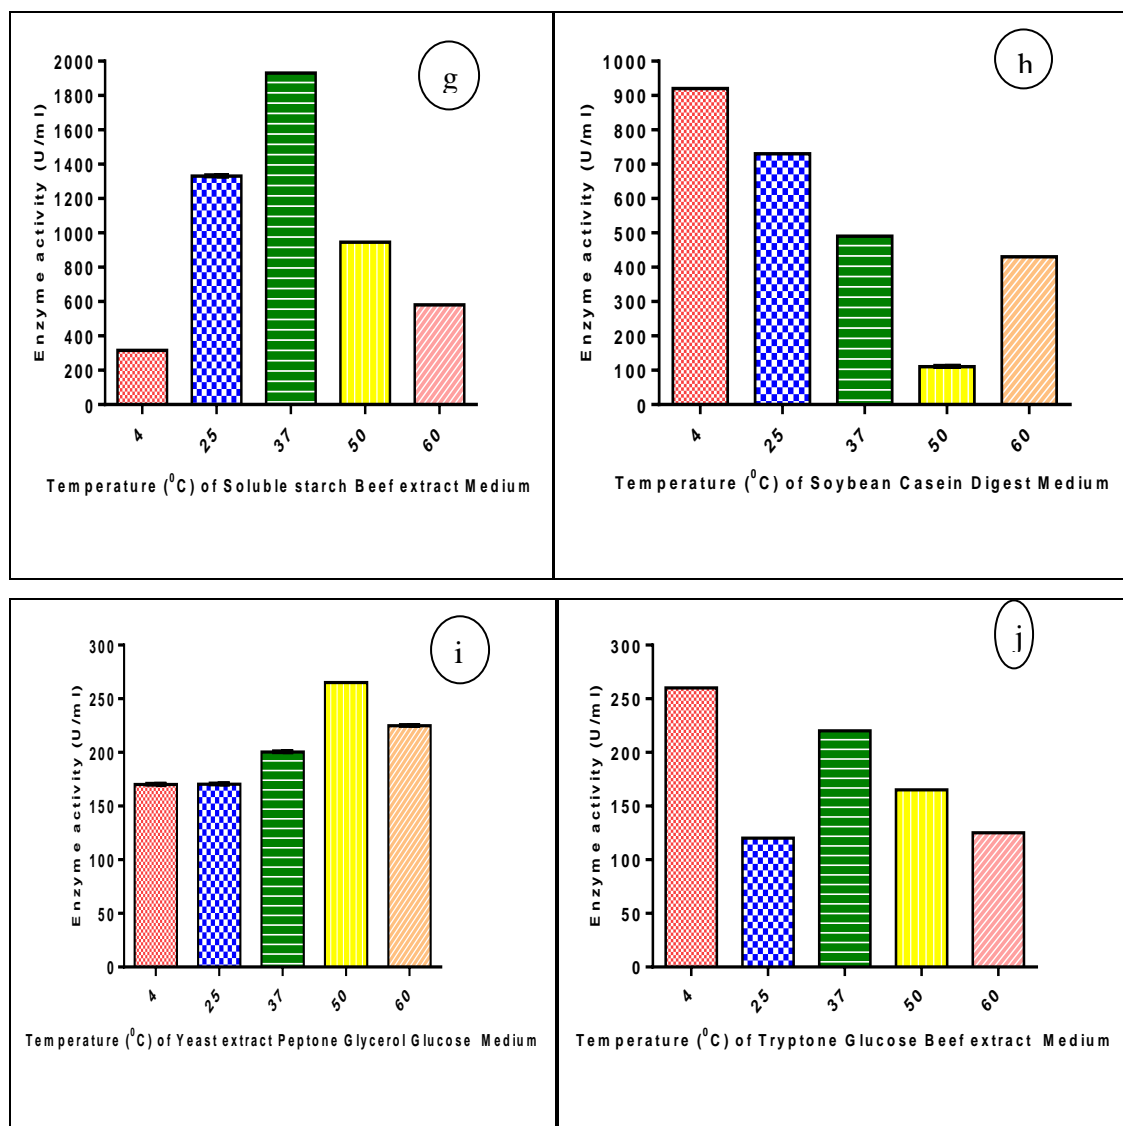 g
Enzyme activity (U/ml)
2000
1800
1600
1400
1200
1000
800
600
400
200
0
4 25 37 50 60
Temperature (⁰C) of Soluble starch Beef extract Medium
h
Enzyme activity (U/ml)
1000
900
800
700
600
500
400
300
200
100
0
4 25 37 50 60
Temperature (⁰C) of Soybean Casein Digest Medium
i
Enzyme activity (U/ml)
300
250
200
150
100
50
0
4 25 37 50 60
Temperature (⁰C) of Yeast extract Peptone Glycerol Glucose Medium
j
Enzyme activity (U/ml)
300
250
200
150
100
50
0
4 25 37 50 60
Temperature (⁰C) of Tryptone Glucose Beef extract Medium